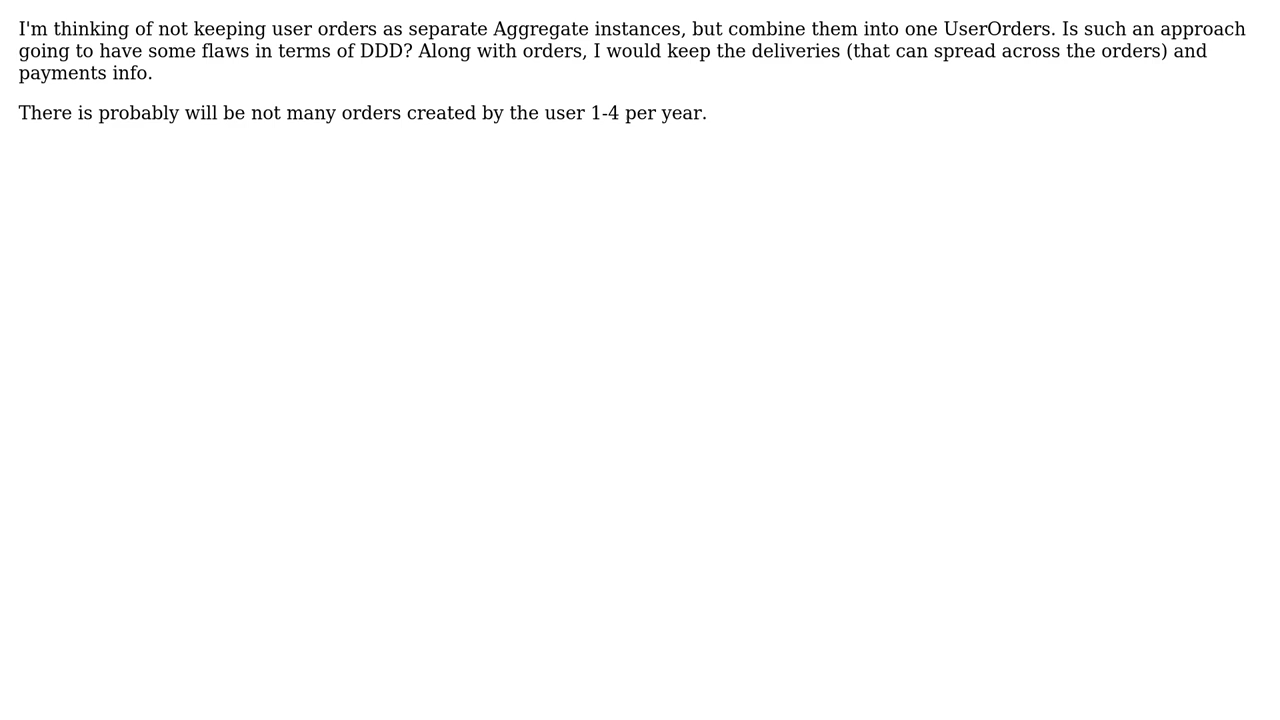 I'm thinking of not keeping user orders as separate Aggregate instances, but combine them into one UserOrders. Is such an approach
going to have some flaws in terms of DDD? Along with orders, I would keep the deliveries (that can spread across the orders) and
payments info.
There is probably will be not many orders created by the user 1-4 per year.